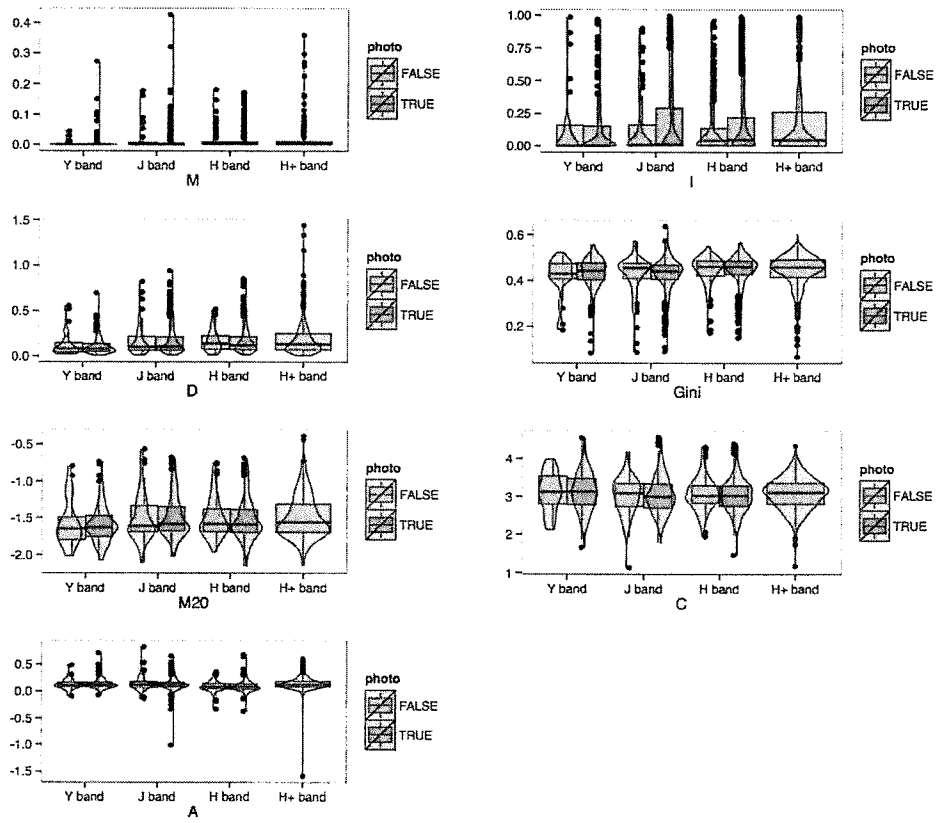 0.4
0.3
0.2
0.1
0.0
Y band J band H band H+ band
M
photo
FALSE
TRUE
1.00
0.75
0.50
0.25
0.00
Y band J band H band H+ band
I
photo
FALSE
TRUE
1.5
1.0
0.5
0.0
Y band J band H band H+ band
D
photo
FALSE
TRUE
0.6
0.4
0.2
Y band J band H band H+ band
Gini
photo
FALSE
TRUE
-0.5
-1.0
-1.5
-2.0
Y band J band H band H+ band
M20
photo
FALSE
TRUE
4
3
2
1
Y band J band H band H+ band
C
photo
FALSE
TRUE
0.5
0.0
-0.5
-1.0
-1.5
Y band J band H band H+ band
A
photo
FALSE
TRUE